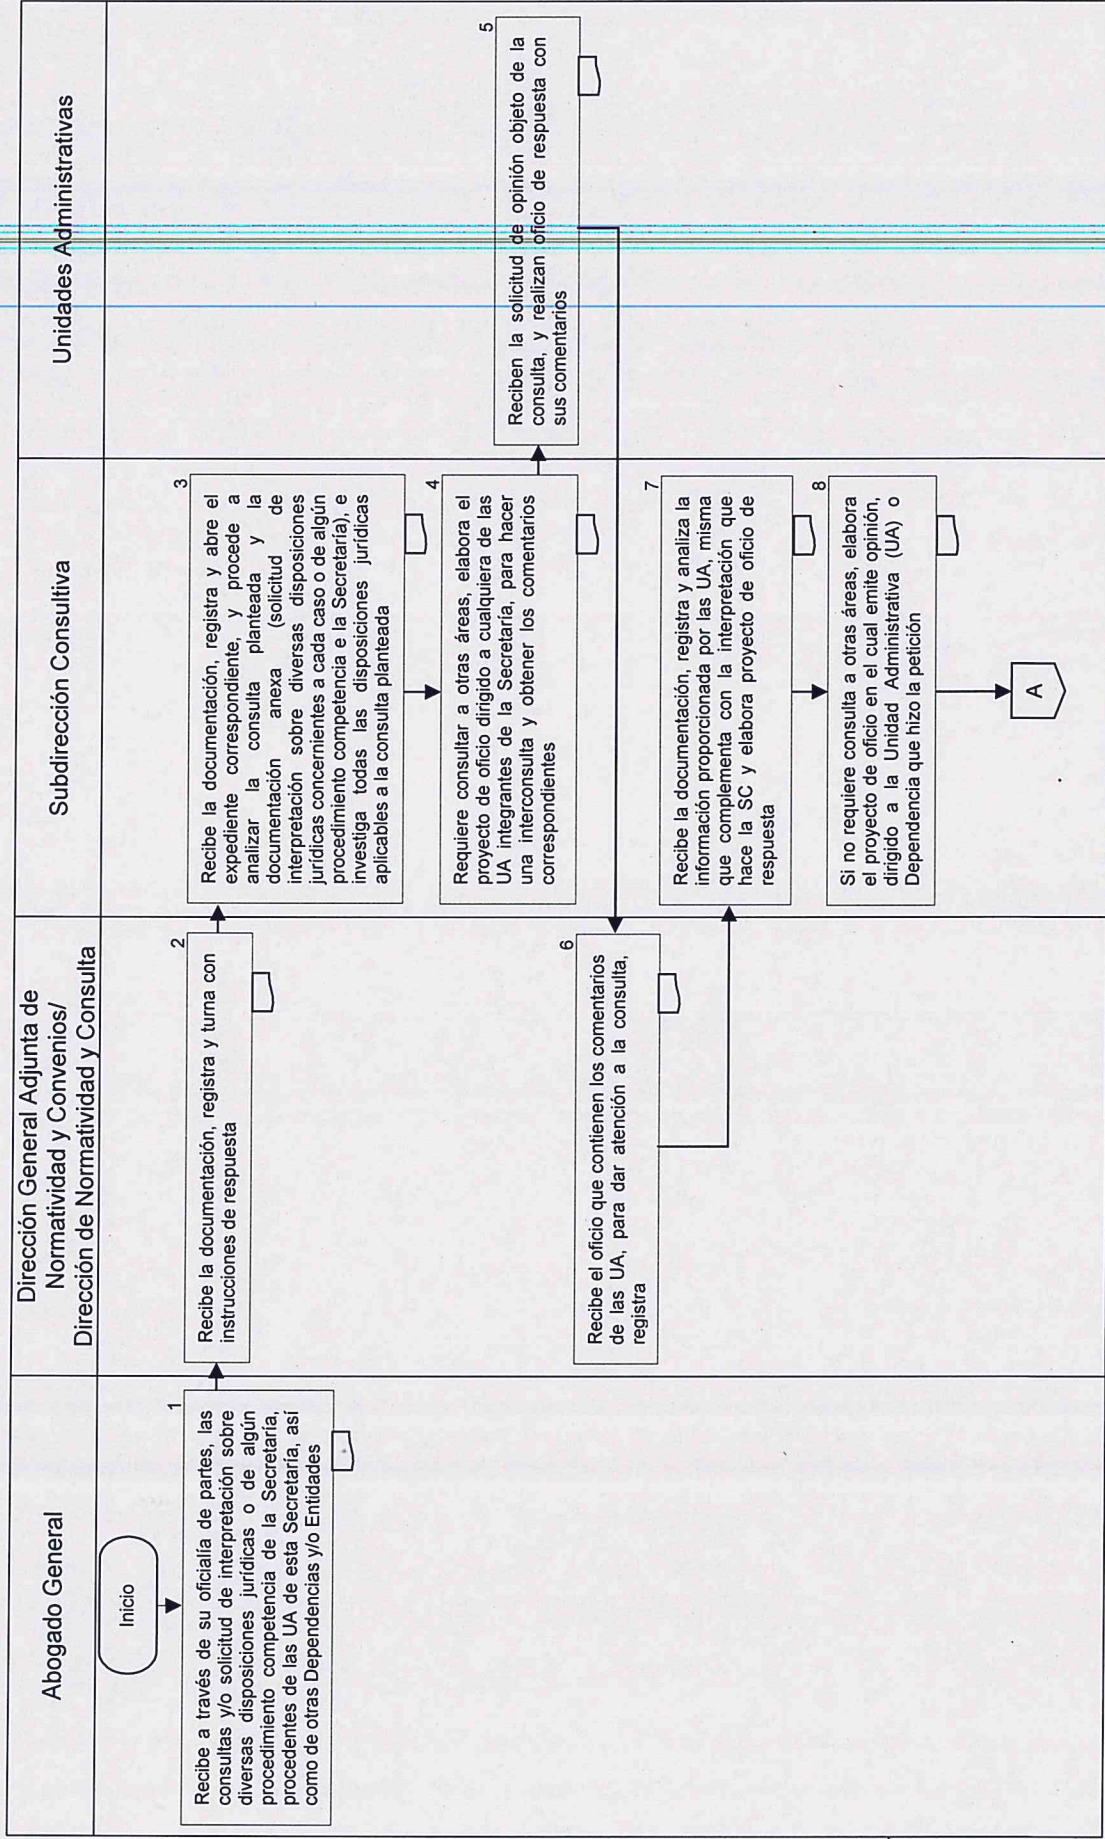 Abogado General
Dirección General Adjunta de
Normatividad y Convenios/
Dirección de Normatividad y Consulta
Subdirección Consultiva
Unidades Administrativas
Inicio
1
Recibe a través de su oficialía de partes, las
consultas y/o solicitud de interpretación sobre
diversas disposiciones jurídicas o de algún
procedimiento competencia de la Secretaría,
procedentes de las UA de esta Secretaría, así
como de otras Dependencias y/o Entidades
2
Recibe la documentación, registra y turna con
instrucciones de respuesta
3
Recibe la documentación, registra y abre el
expediente correspondiente, y procede a
analizar la consulta planteada y la
documentación anexa (solicitud de
interpretación sobre diversas disposiciones
jurídicas concernientes a cada caso o de algún
procedimiento competencia e la Secretaría), e
investiga todas las disposiciones jurídicas
aplicables a la consulta planteada
4
Requiere consultar a otras áreas, elabora el
proyecto de oficio dirigido a cualquiera de las
UA integrantes de la Secretaría, para hacer
una interconsulta y obtener los comentarios
correspondientes
5
Reciben la solicitud de opinión objeto de la
consulta, y realizan oficio de respuesta con
sus comentarios
6
Recibe el oficio que contienen los comentarios
de las UA, para dar atención a la consulta,
registra
7
Recibe la documentación, registra y analiza la
información proporcionada por las UA, misma
que complementa con la interpretación que
hace la SC y elabora proyecto de oficio de
respuesta
8
Si no requiere consulta a otras áreas, elabora
el proyecto de oficio en el cual emite opinión,
dirigido a la Unidad Administrativa (UA) o
Dependencia que hizo la petición
A